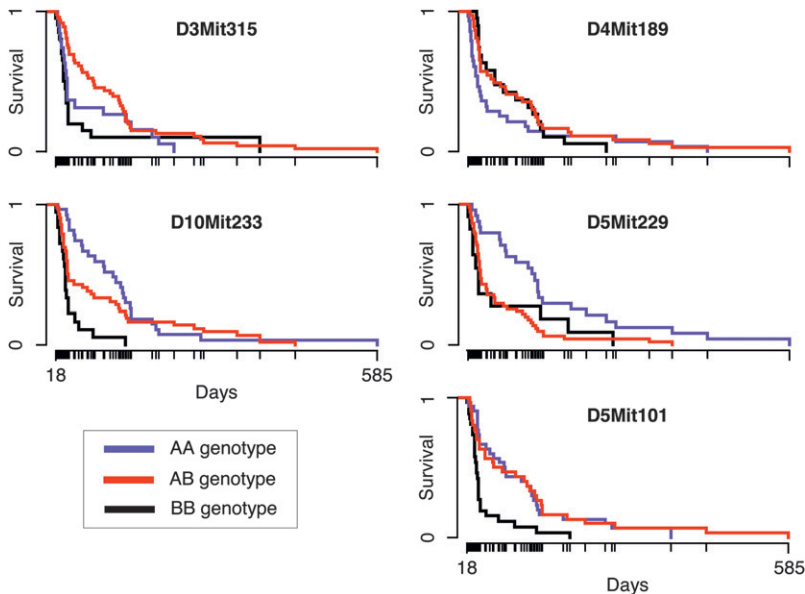 D3Mit315
1
Survival
0
D4Mit189
1
Survival
0
D10Mit233
1
Survival
0
18
Days
585
D5Mit229
1
Survival
0
D5Mit101
1
Survival
0
18
Days
585
AA genotype
AB genotype
BB genotype